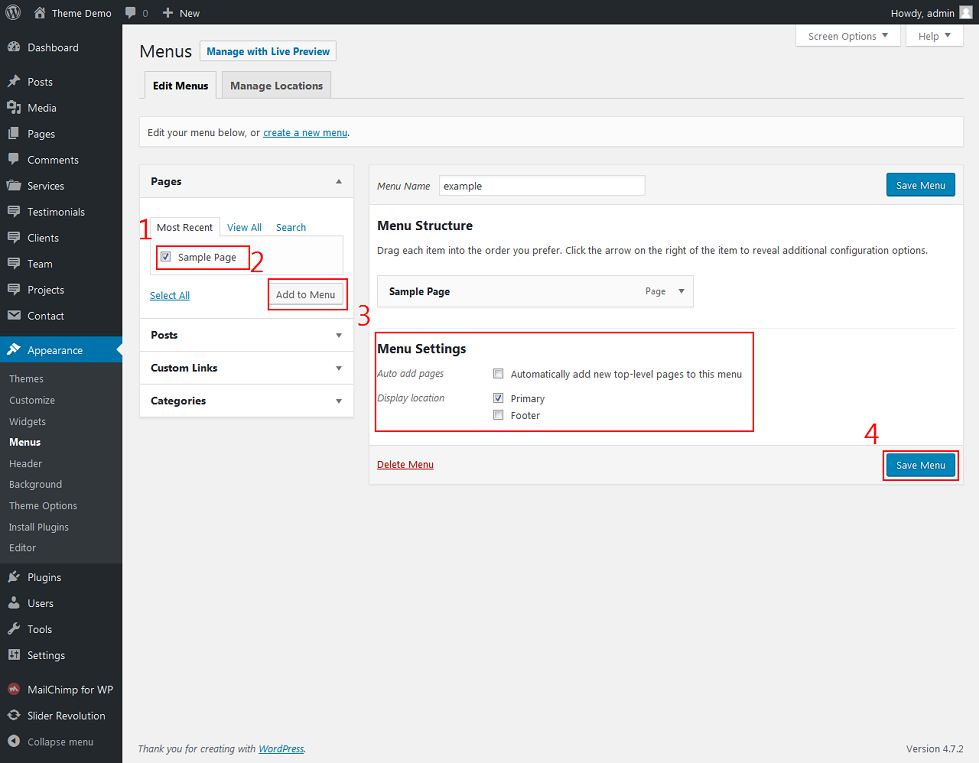 Theme Demo 0 New Howdy, admin
Dashboard
Posts
Media
Pages
Comments
Services
Testimonials
Clients
Team
Projects
Contact
Appearance
Themes
Customize
Widgets
Menus
Header
Background
Theme Options
Install Plugins
Editor
Plugins
Users
Tools
Settings
MailChimp for WP
Slider Revolution
Collapse menu
Screen Options Help
Menus Manage with Live Preview
Edit Menus Manage Locations
Edit your menu below, or create a new menu.
Pages
1
Most Recent View All Search
Sample Page
2
Select All Add to Menu
Posts
Custom Links
Categories
Menu Name example Save Menu
Menu Structure
Drag each item into the order you prefer. Click the arrow on the right of the item to reveal additional configuration options.
Sample Page Page
3
Menu Settings
Auto add pages Automatically add new top-level pages to this menu
Display location Primary
Footer
4
Delete Menu Save Menu
Thank you for creating with WordPress. Version 4.7.2